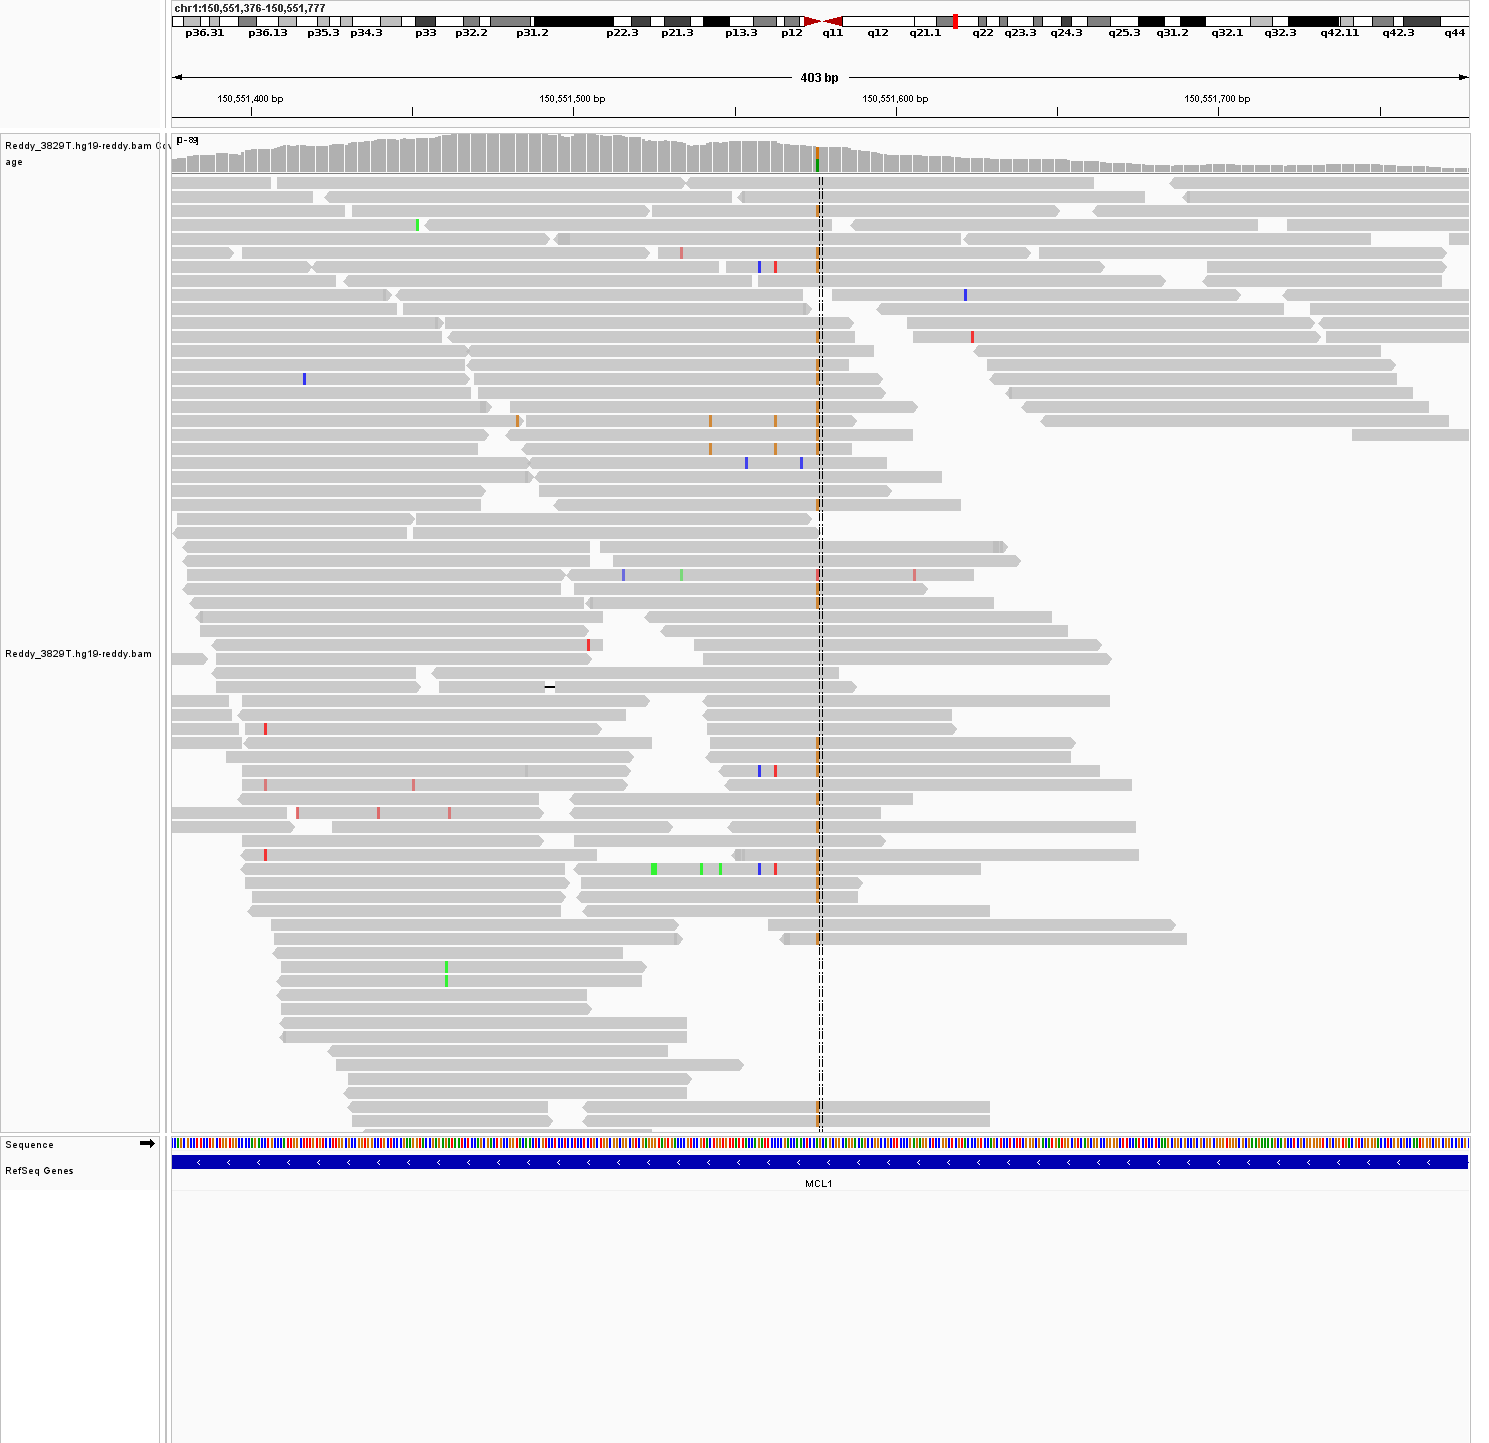 chr1:150,551,376-150,551,777
p36.31 p36.13 p35.3 p34.3 p33 p32.2 p31.2 p22.3 p21.3 p13.3 p12 q11 q12 q21.1 q22 q23.3 q24.3 q25.3 q31.2 q32.1 q32.3 q42.11 q42.3 q44
403 bp
150,551,400 bp 150,551,500 bp 150,551,600 bp 150,551,700 bp
[0 - 89]
Reddy_3829T.hg19-reddy.bam Cov
age
Reddy_3829T.hg19-reddy.bam
Sequence
RefSeq Genes
MCL1